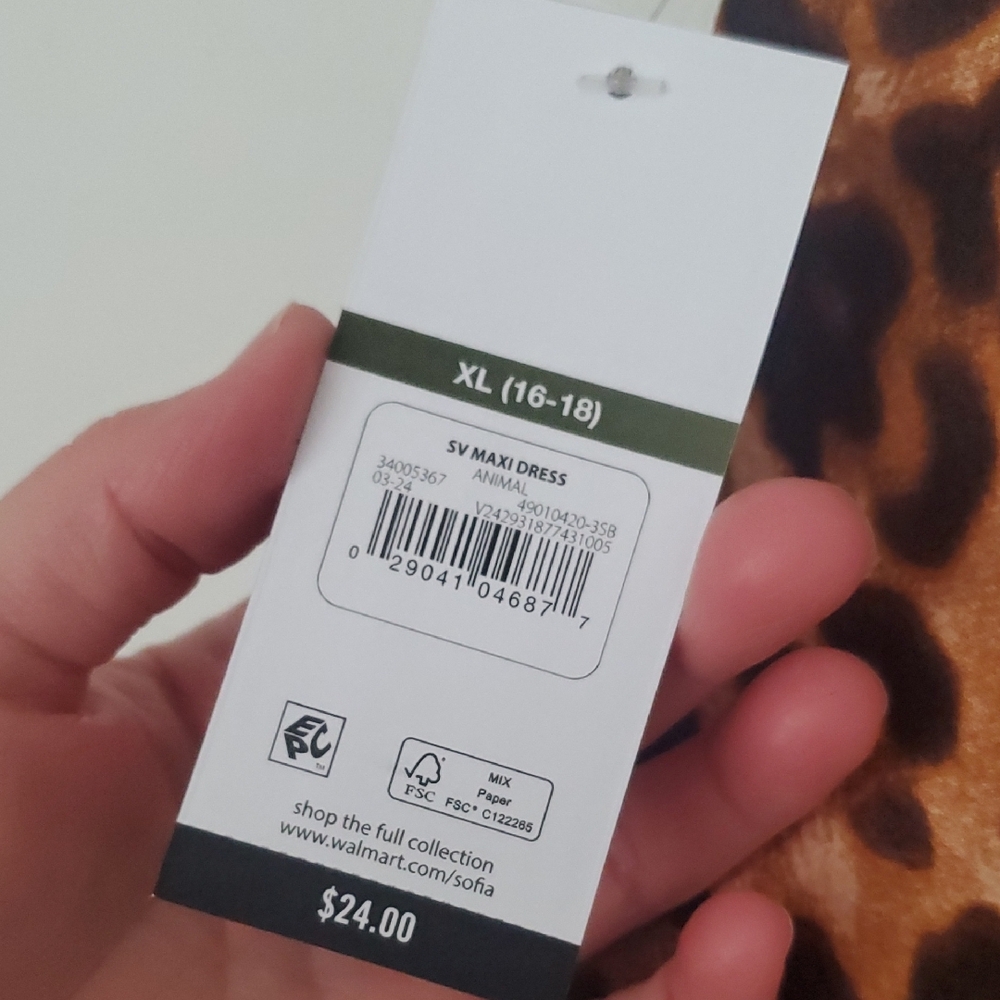 XL (16-18)
SV MAXI DRESS
34005367 ANIMAL
03-24 49010420-3SB
V242931877431005
0 29041 04687 7
EPC
TM
MIX
Paper
FSC FSC® C122265
shop the full collection
www.walmart.com/sofia
$24.00